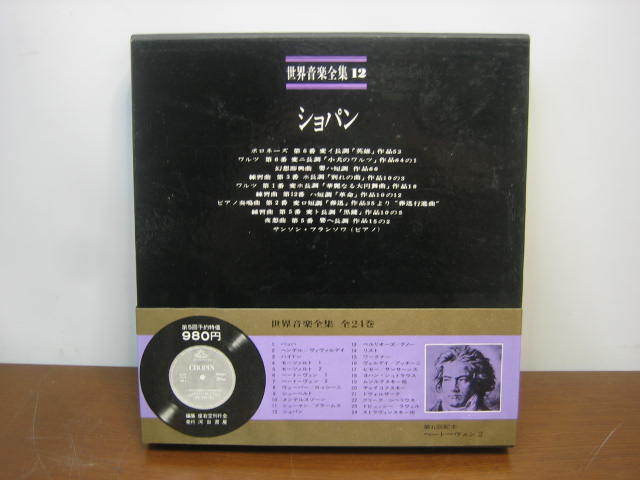 世界音楽全集 12
ショパン
ポロネーズ 第6番 変イ長調「英雄」作品53
ワルツ 第6番 変ニ長調「小犬のワルツ」作品64の1
幻想即興曲 嬰ハ短調 作品66
練習曲 第3番 ホ長調「別れの曲」作品10の3
ワルツ 第1番 変ホ長調「華麗なる大円舞曲」作品18
練習曲 第12番 ハ短調「革命」作品10の12
ピアノ奏鳴曲 第2番 変ロ短調「葬送」作品35より "葬送行進曲"
練習曲 第5番 変ト長調「黒鍵」作品10の5
夜想曲 第5番 嬰ヘ長調 作品15の2
サンソン・フランソワ(ピアノ)
世界音楽全集 全24巻
第5回予約特価
980円
CHOPIN
発行 河出書房
1 バッハ
2 ヘンデル ヴィヴァルディ
3 ハイドン
4 モーツァルト 1
5 モーツァルト 2
6 ベートーヴェン 1
7 ベートーヴェン 2
8 ウェーバー ロッシーニ
9 シューベルト
10 メンデルスゾーン
11 シューマン ブラームス
12 ショパン
13 ベルリオーズ グノー
14 リスト
15 ワーグナー
16 ヴェルディ プッチーニ
17 ビゼー サン=サーンス
18 ヨハン・シュトラウス
19 ムソルグスキー 他
20 チャイコフスキー
21 ドヴォルザーク
22 グリーク シベリウス
23 ドビュッシー ラヴェル
24 ストラヴィンスキー 他
第六回配本
ベートーヴェン 2